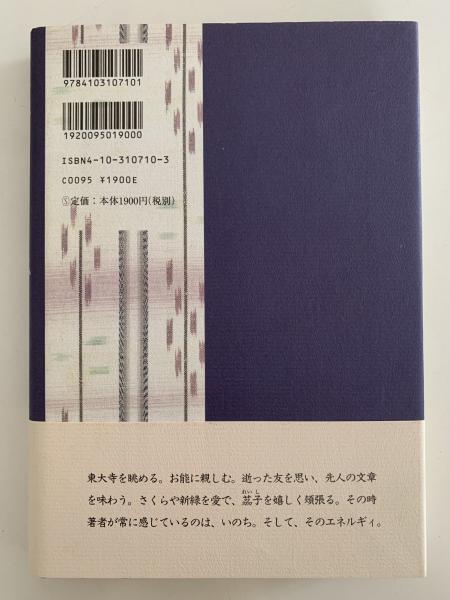 9784103107101
1920095019000
ISBN4-10-310710-3
C0095 ¥1900E
Ⓢ定価：本体1900円(税別)
東大寺を眺める。お能に親しむ。逝った友を思い、先人の文章
を味わう。さくらや新緑を愛で、茘子を嬉しく頬張る。その時
れいし
著者が常に感じているのは、いのち。そして、そのエネルギィ。